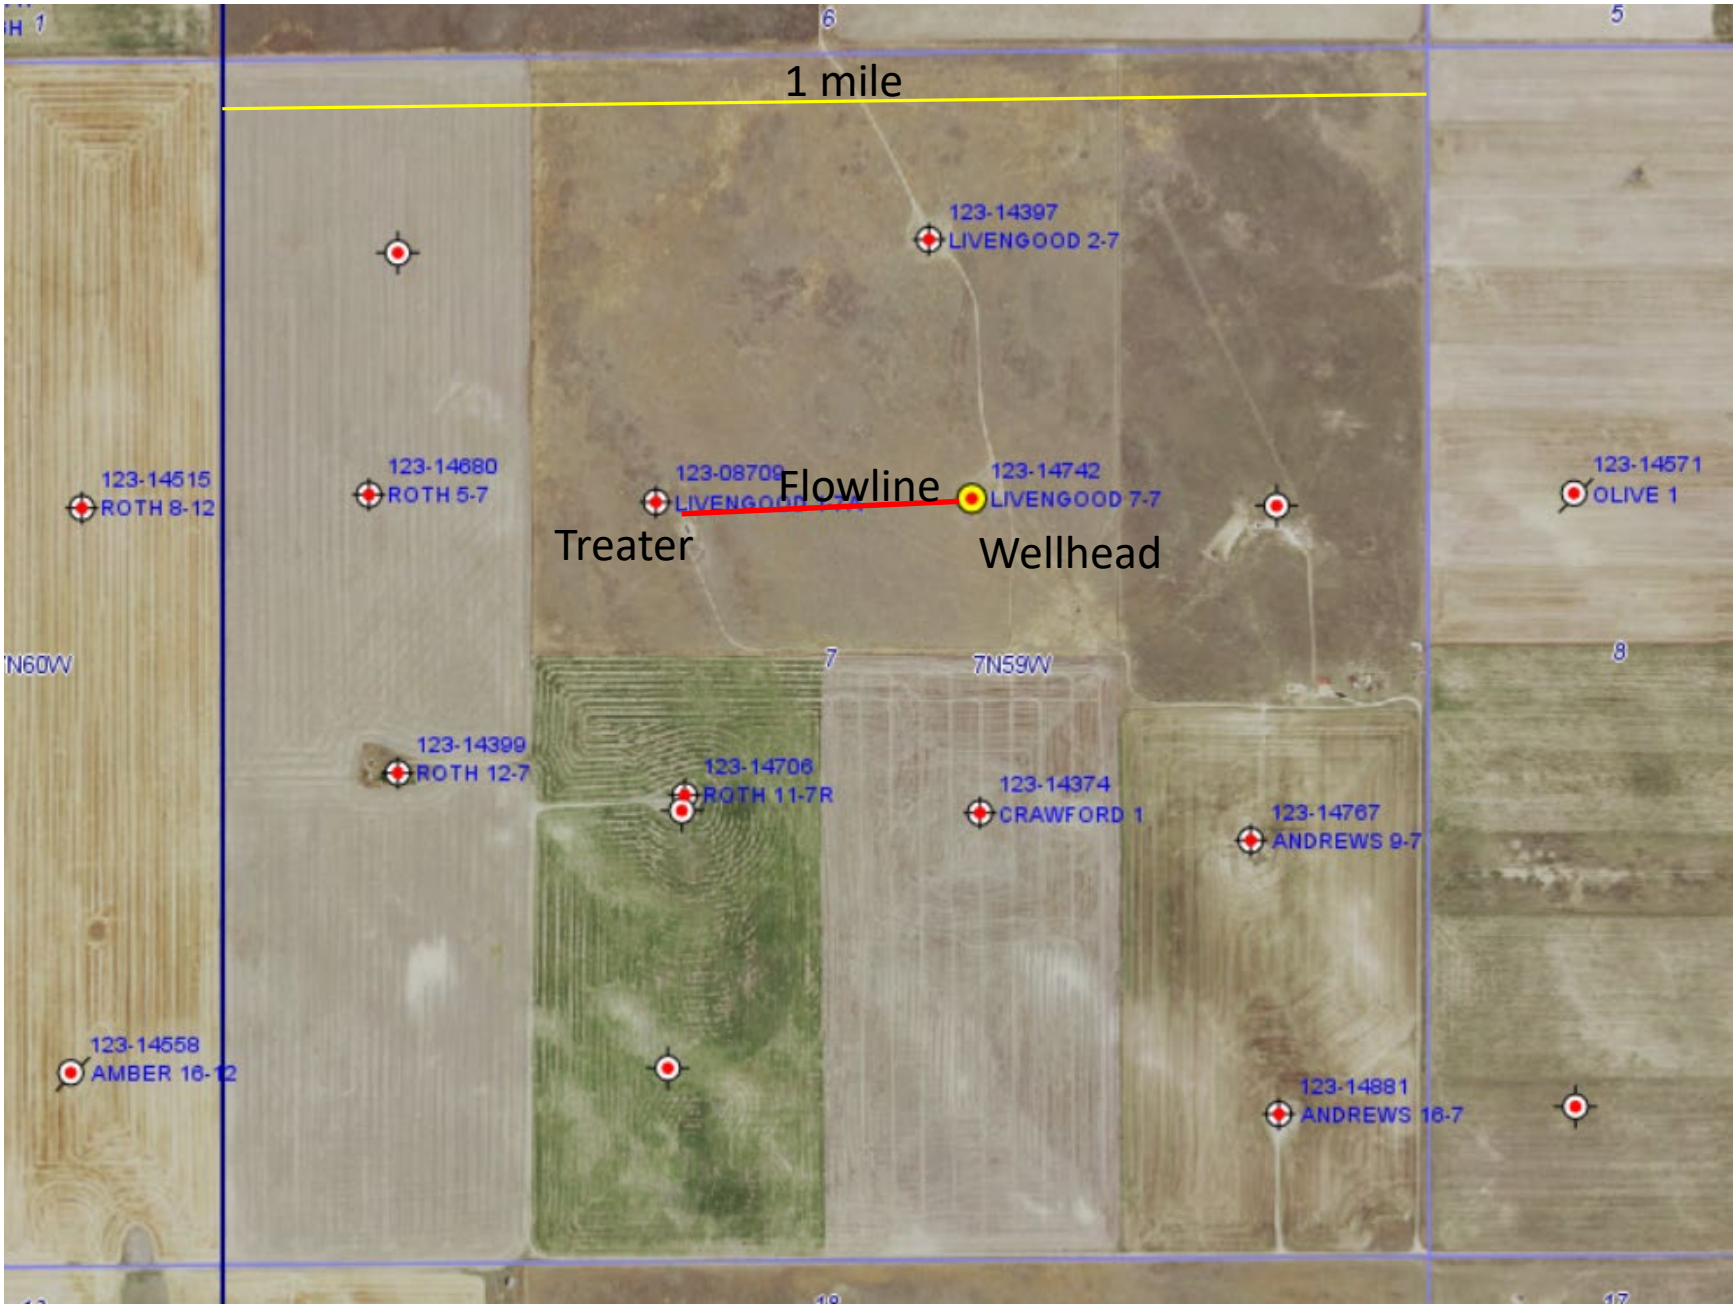 1
6
5
1 mile
123-14397
LIVENGOOD 2-7
123-14515
ROTH 8-12
123-14680
ROTH 5-7
123-08709
Flowline
LIVENGOOD
123-14742
LIVENGOOD 7-7
123-14571
OLIVE 1
Treater
Wellhead
7N60W
7
7N59W
8
123-14399
ROTH 12-7
123-14706
ROTH 11-7R
123-14374
CRAWFORD 1
123-14767
ANDREWS 9-7
123-14558
AMBER 16-12
123-14881
ANDREWS 16-7
18
17